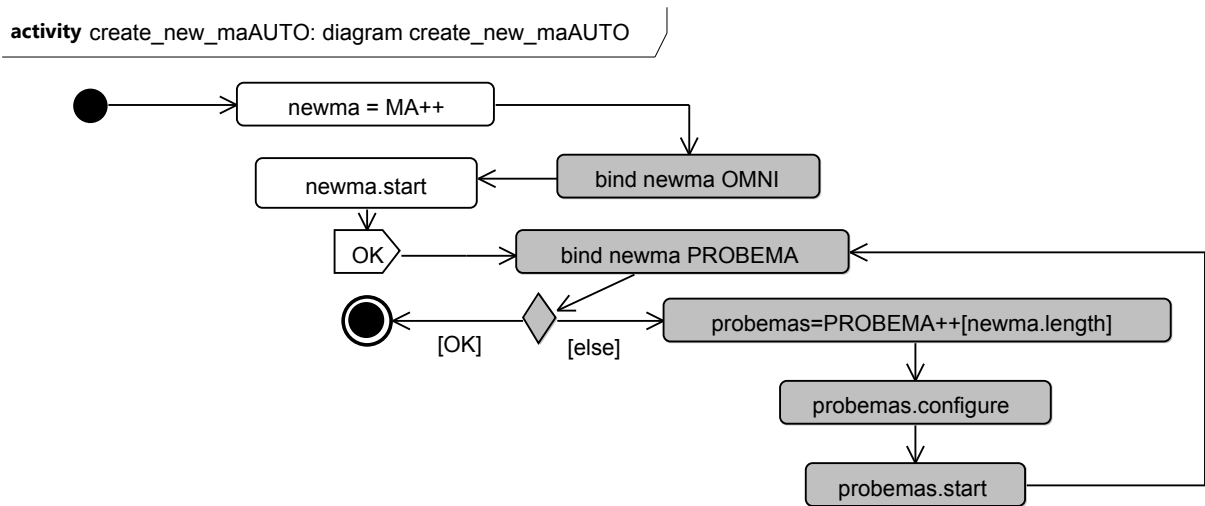 activity create_new_maAUTO: diagram create_new_maAUTO
newma = MA++
newma.start
bind newma OMNI
OK
bind newma PROBEMA
[OK]
[else]
probemas=PROBEMA++[newma.length]
probemas.configure
probemas.start